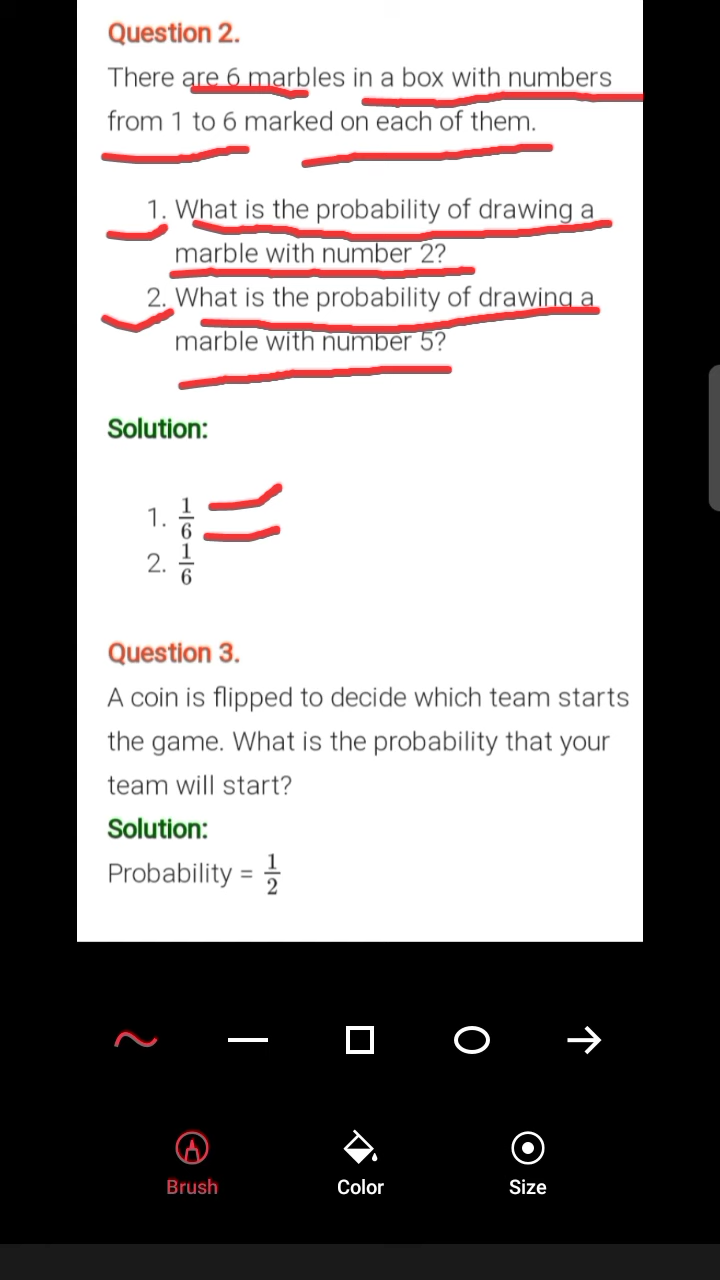 Question 2.
There are 6 marbles in a box with numbers
from 1 to 6 marked on each of them.
1. What is the probability of drawing a
marble with number 2?
2. What is the probability of drawing a
marble with number 5?
Solution:
1. 1/6
2. 1/6
Question 3.
A coin is flipped to decide which team starts
the game. What is the probability that your
team will start?
Solution:
Probability = 1/2
Brush Color Size